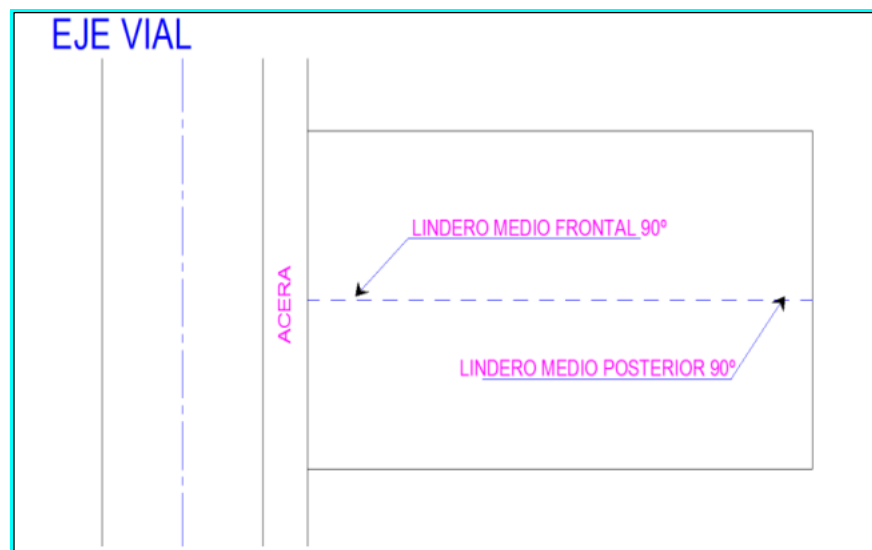 EJE VIAL
LINDERO MEDIO FRONTAL 90º
ACERA
LINDERO MEDIO POSTERIOR 90º